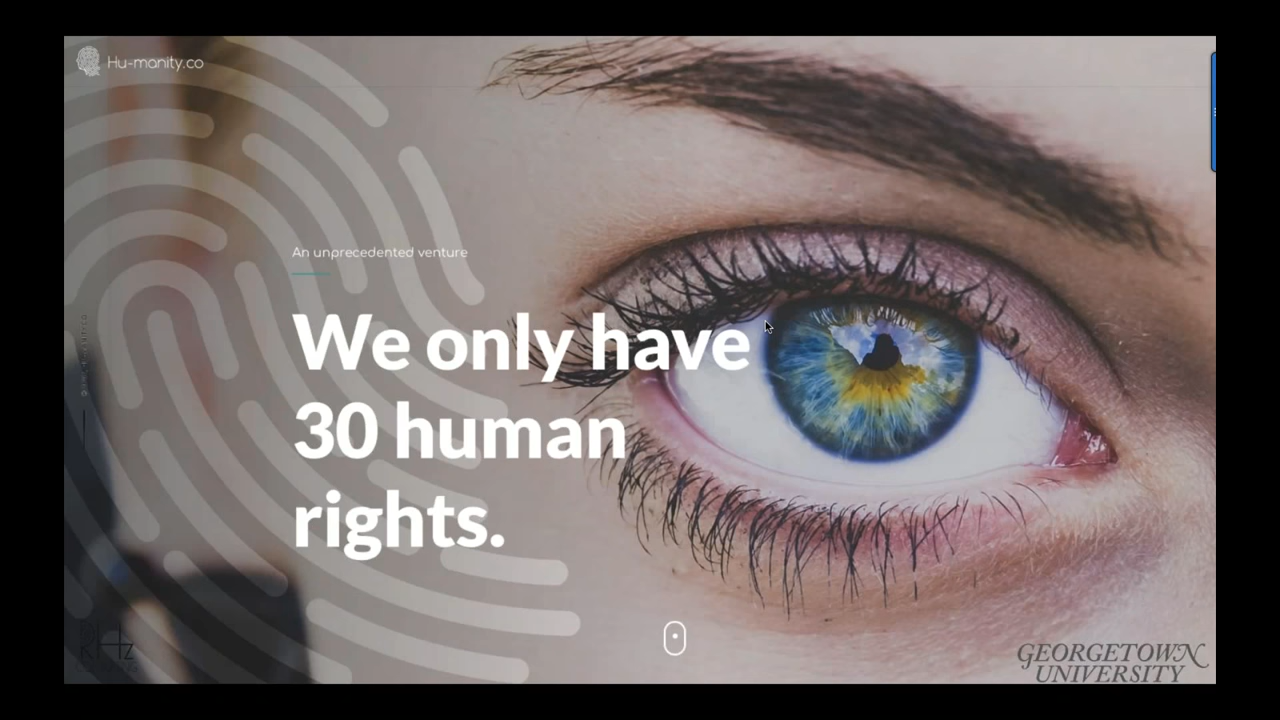 Hu-manity.co
An unprecedented venture
We only have
30 human
rights.
GEORGETOWN
UNIVERSITY